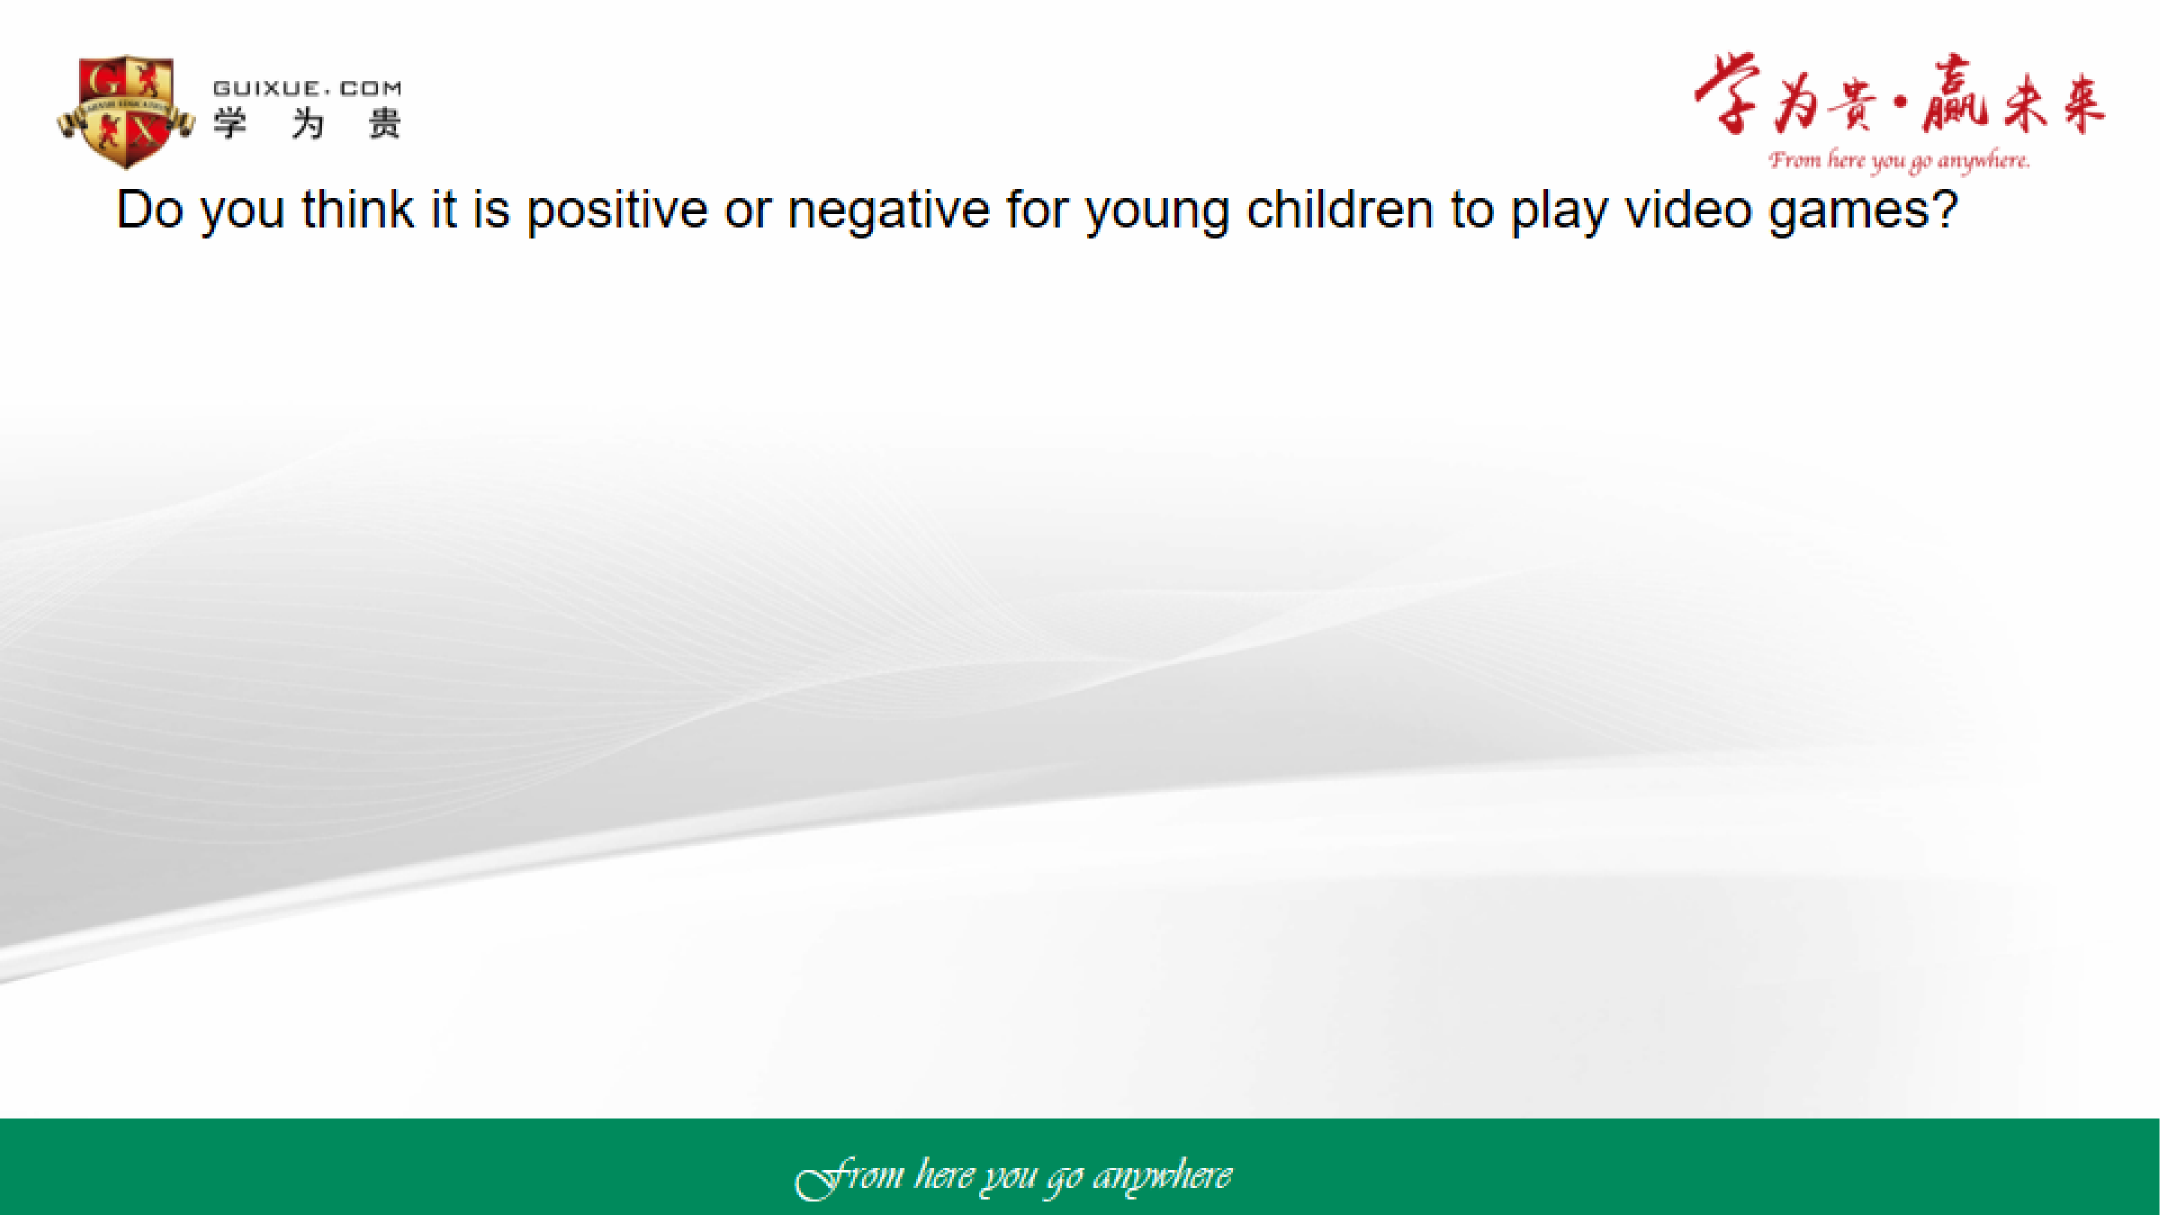 GUIXUE.COM
学为贵
学为贵·赢未来
From here you go anywhere.
Do you think it is positive or negative for young children to play video games?
From here you go anywhere